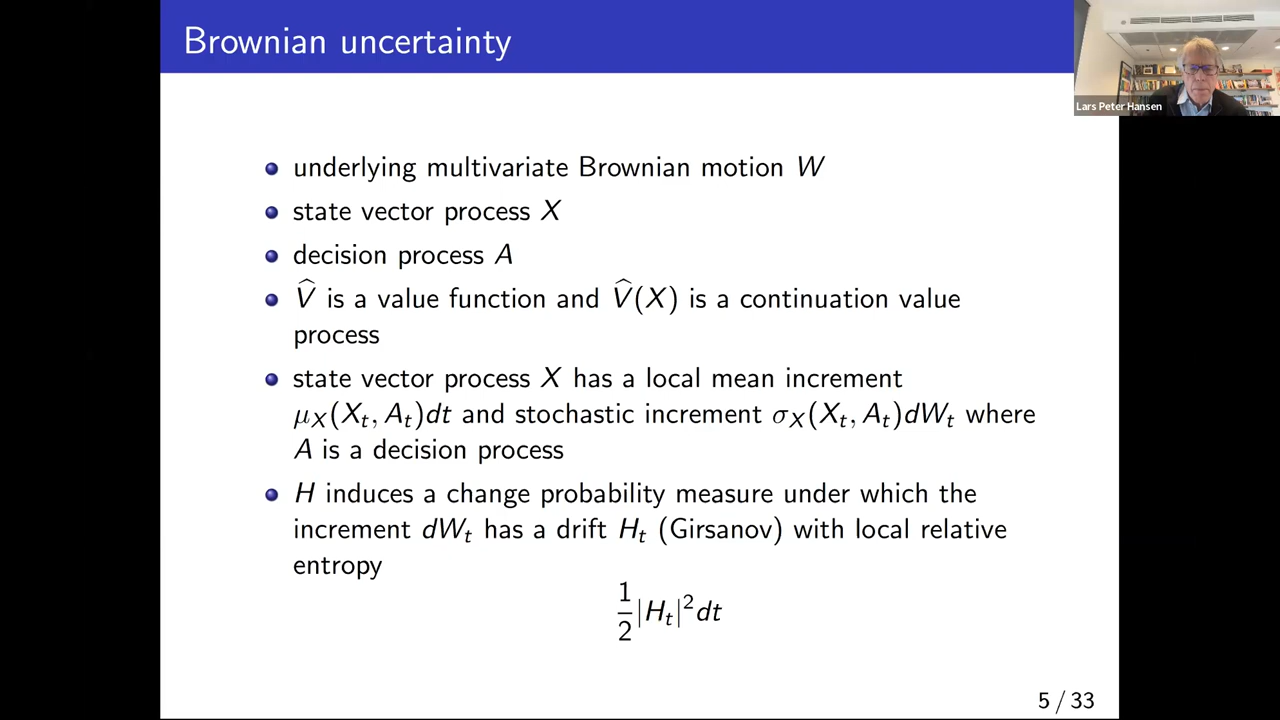 Brownian uncertainty
Lars Peter Hansen
underlying multivariate Brownian motion W
state vector process X
decision process A
V̂ is a value function and V̂(X) is a continuation value
process
state vector process X has a local mean increment
μ_X(X_t, A_t)dt and stochastic increment σ_X(X_t, A_t)dW_t where
A is a decision process
H induces a change probability measure under which the
increment dW_t has a drift H_t (Girsanov) with local relative
entropy
1/2 |H_t|² dt
5 / 33